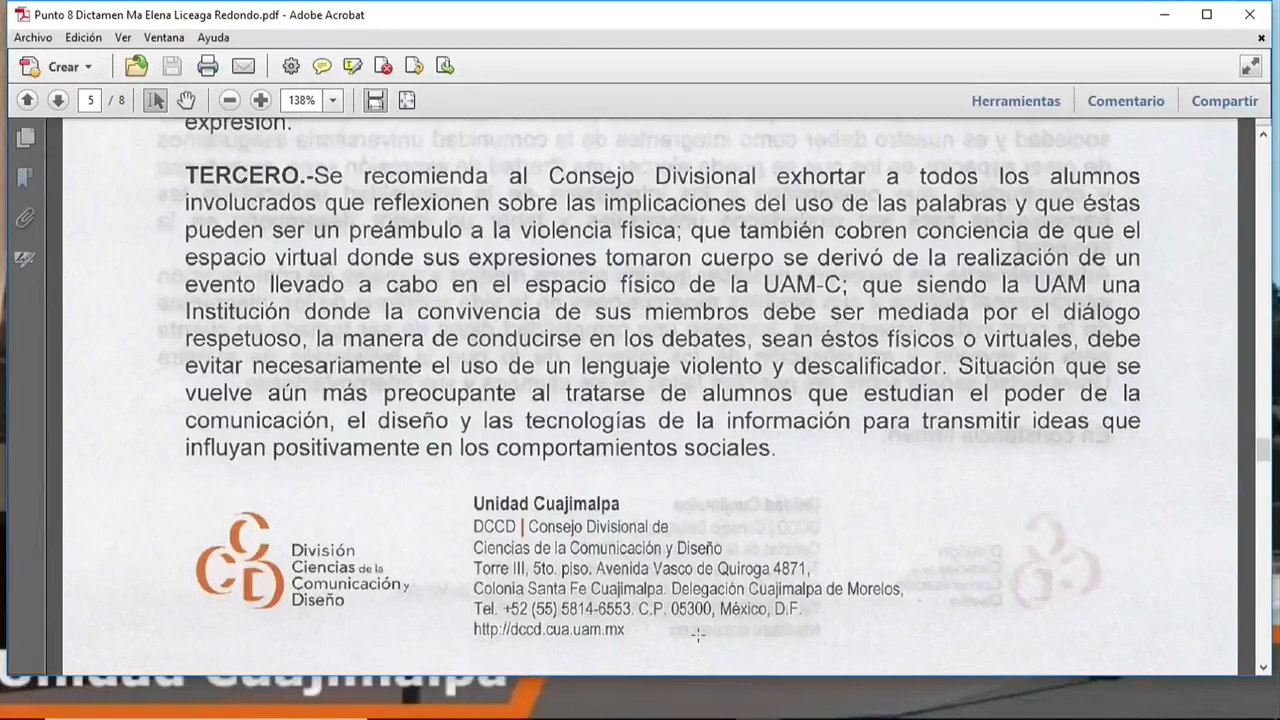 Punto 8 Dictamen Ma Elena Liceaga Redondo.pdf - Adobe Acrobat
Archivo Edición Ver Ventana Ayuda
Crear
5 / 8 138% Herramientas Comentario Compartir
expresión.
TERCERO.-Se recomienda al Consejo Divisional exhortar a todos los alumnos
involucrados que reflexionen sobre las implicaciones del uso de las palabras y que éstas
pueden ser un preámbulo a la violencia física; que también cobren conciencia de que el
espacio virtual donde sus expresiones tomaron cuerpo se derivó de la realización de un
evento llevado a cabo en el espacio físico de la UAM-C; que siendo la UAM una
Institución donde la convivencia de sus miembros debe ser mediada por el diálogo
respetuoso, la manera de conducirse en los debates, sean éstos físicos o virtuales, debe
evitar necesariamente el uso de un lenguaje violento y descalificador. Situación que se
vuelve aún más preocupante al tratarse de alumnos que estudian el poder de la
comunicación, el diseño y las tecnologías de la información para transmitir ideas que
influyan positivamente en los comportamientos sociales.
CCD
División
Ciencias de la
Comunicación y
Diseño
Unidad Cuajimalpa
DCCD | Consejo Divisional de
Ciencias de la Comunicación y Diseño
Torre III, 5to. piso. Avenida Vasco de Quiroga 4871,
Colonia Santa Fe Cuajimalpa. Delegación Cuajimalpa de Morelos,
Tel. +52 (55) 5814-6553. C.P. 05300, México, D.F.
http://dccd.cua.uam.mx
Unidad Cuajimalpa